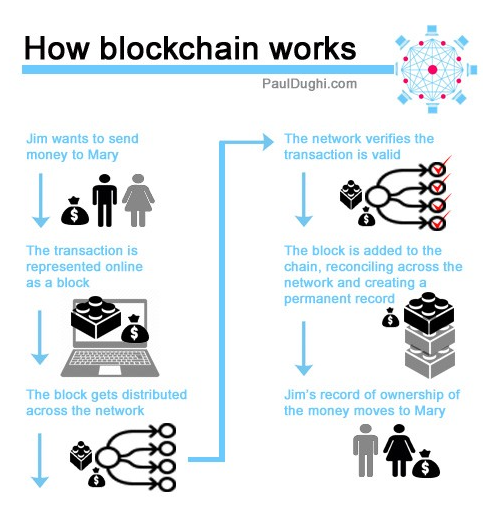 How blockchain works
PaulDughi.com
Jim wants to send
money to Mary
$
The transaction is
represented online
as a block
$
The block gets distributed
across the network
$
The network verifies the
transaction is valid
$
The block is added to the
chain, reconciling across the
network and creating a
permanent record
$
Jim's record of ownership of
the money moves to Mary
$